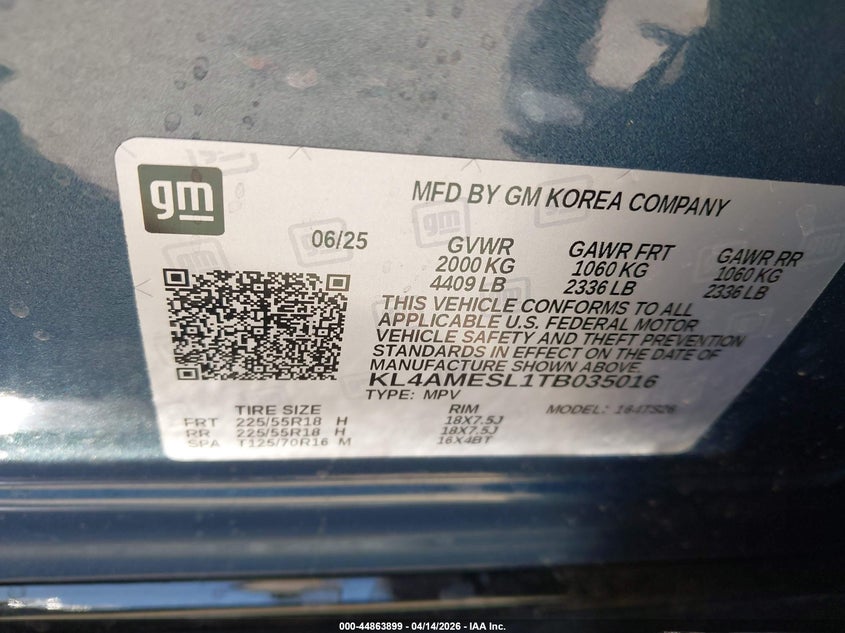 gm
MFD BY GM KOREA COMPANY
06/25
GVWR GAWR FRT GAWR RR
2000 KG 1060 KG 1060 KG
4409 LB 2336 LB 2336 LB
THIS VEHICLE CONFORMS TO ALL
APPLICABLE U.S. FEDERAL MOTOR
VEHICLE SAFETY AND THEFT PREVENTION
STANDARDS IN EFFECT ON THE DATE OF
MANUFACTURE SHOWN ABOVE.
KL4AMESL1TB035016
TYPE: MPV
TIRE SIZE RIM MODEL: 184TS26
FRT 225/55R18 H 18X7.5J
RR 225/55R18 H 18X7.5J
SPA T125/70R16 M 16X4BT
000-44863899 - 04/14/2026 - IAA Inc.